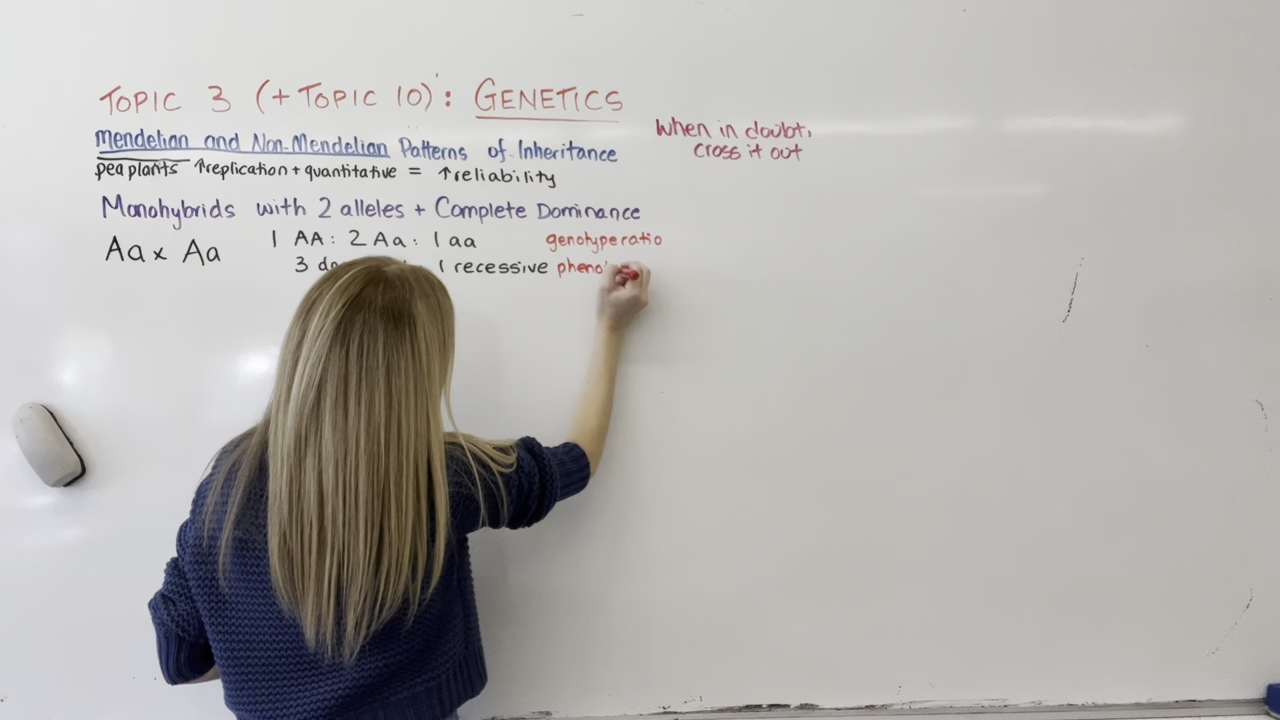 TOPIC 3 (+TOPIC 10): GENETICS
Mendelian and Non-Mendelian Patterns of Inheritance
pea plants ↑replication + quantitative = ↑reliability
Monohybrids with 2 alleles + Complete Dominance
Aa x Aa
1 AA : 2 Aa : 1 aa genotype ratio
3 1 recessive
When in doubt,
cross it out